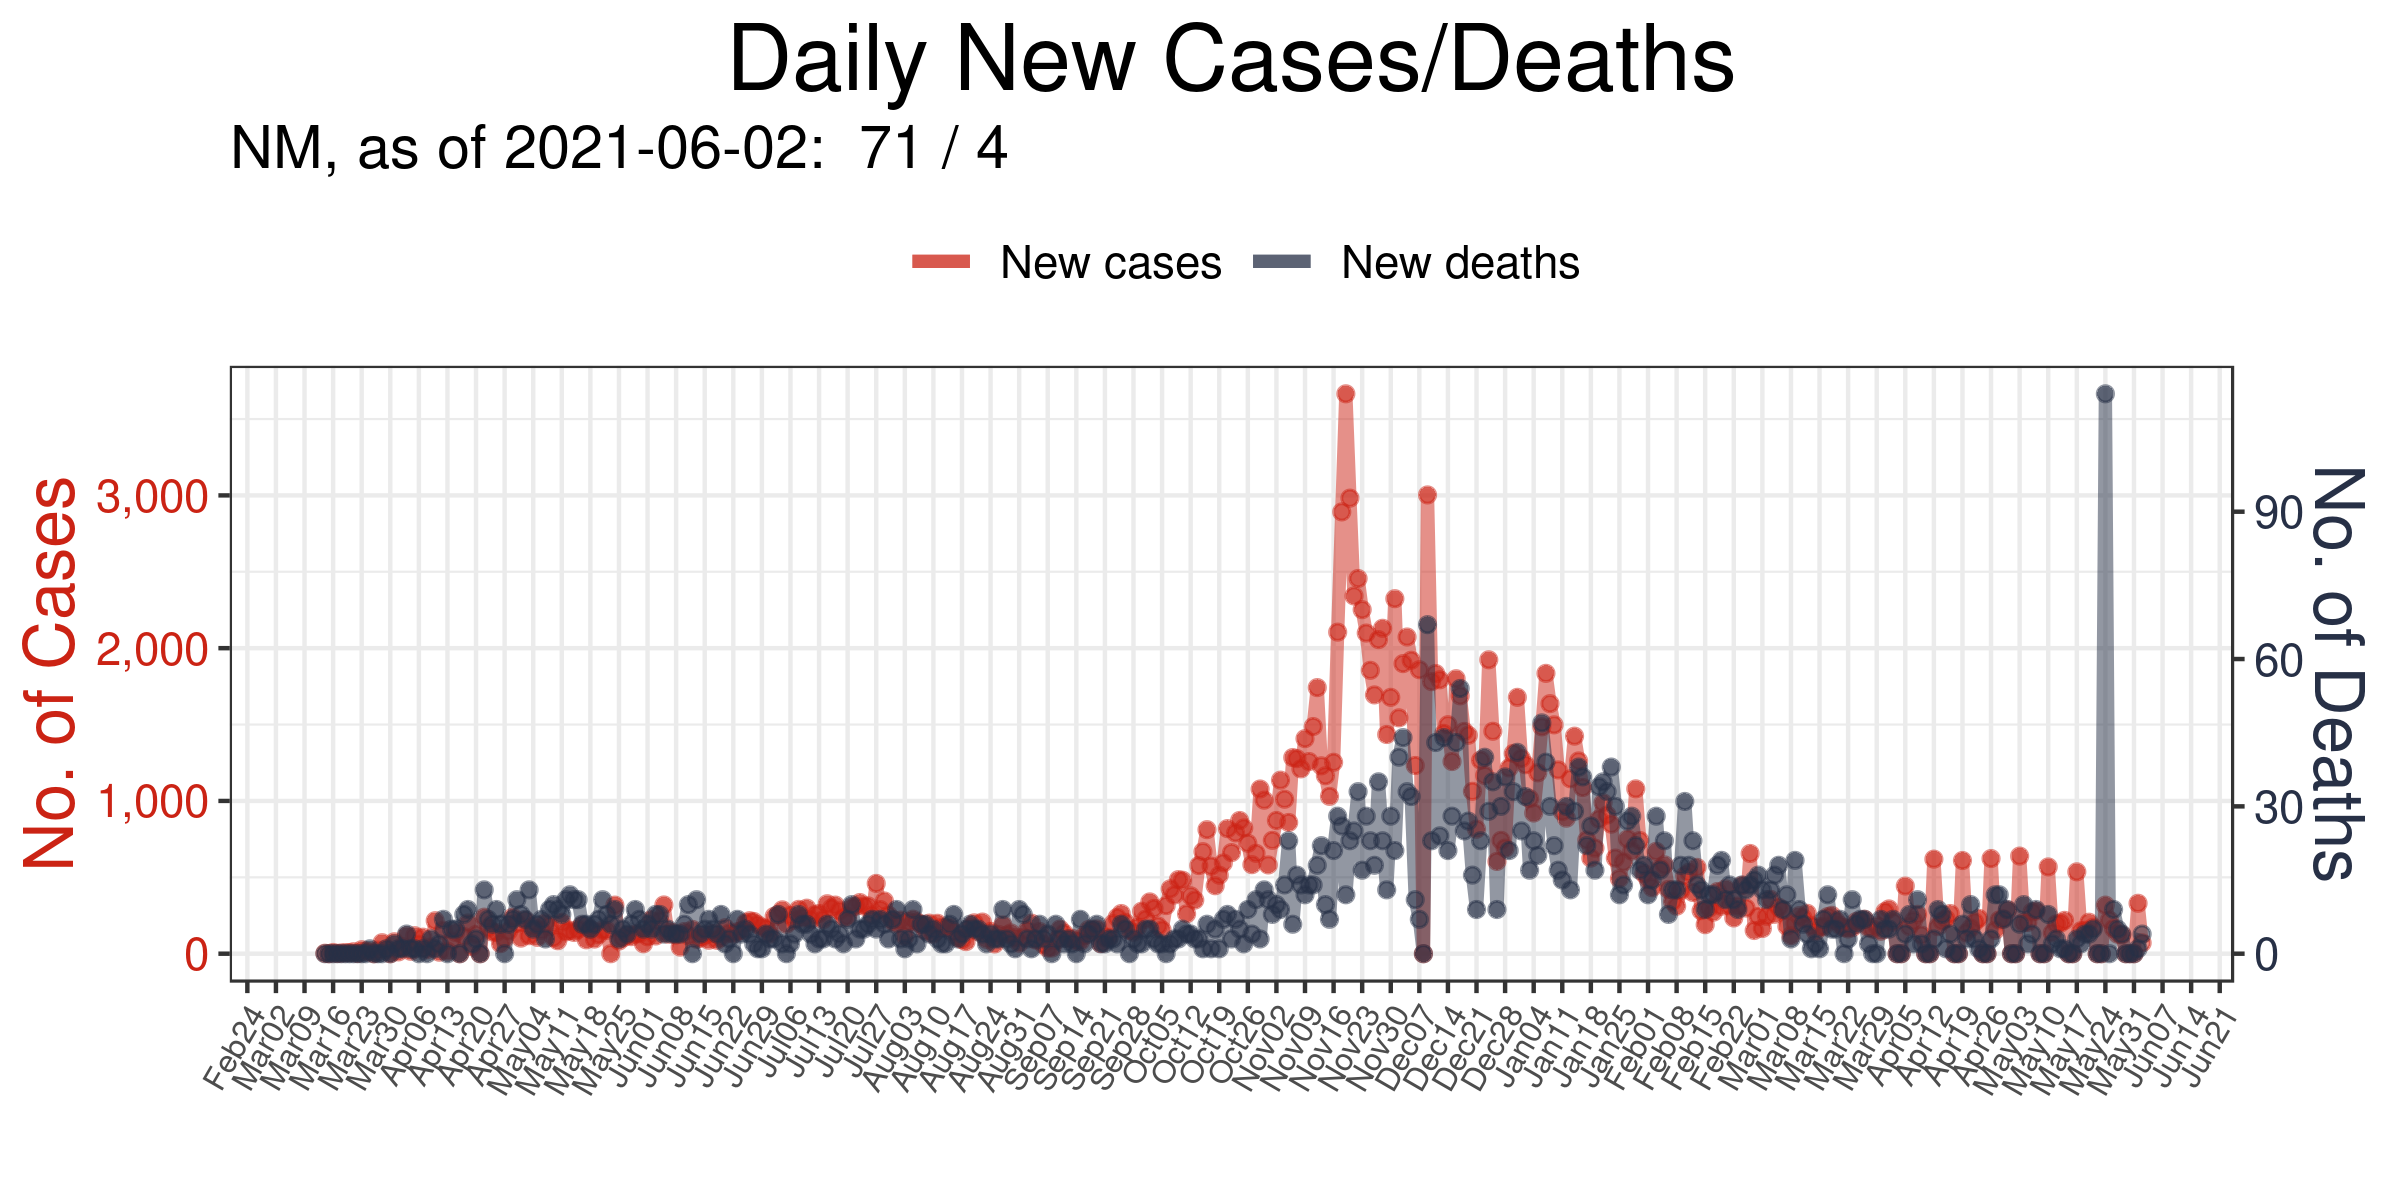 Daily New Cases/Deaths
NM, as of 2021-06-02: 71 / 4
New cases New deaths
No. of Cases
3,000
2,000
1,000
0
90
60
30
0
No. of Deaths
Feb24 Mar02 Mar09 Mar16 Mar23 Mar30 Apr06 Apr13 Apr20 Apr27 May04 May11 May18 May25 Jun01 Jun08 Jun15 Jun22 Jun29 Jul06 Jul13 Jul20 Jul27 Aug03 Aug10 Aug17 Aug24 Aug31 Sep07 Sep14 Sep21 Sep28 Oct05 Oct12 Oct19 Oct26 Nov02 Nov09 Nov16 Nov23 Nov30 Dec07 Dec14 Dec21 Dec28 Jan04 Jan11 Jan18 Jan25 Feb01 Feb08 Feb15 Feb22 Mar01 Mar08 Mar15 Mar22 Mar29 Apr05 Apr12 Apr19 Apr26 May03 May10 May17 May24 May31 Jun07 Jun14 Jun21